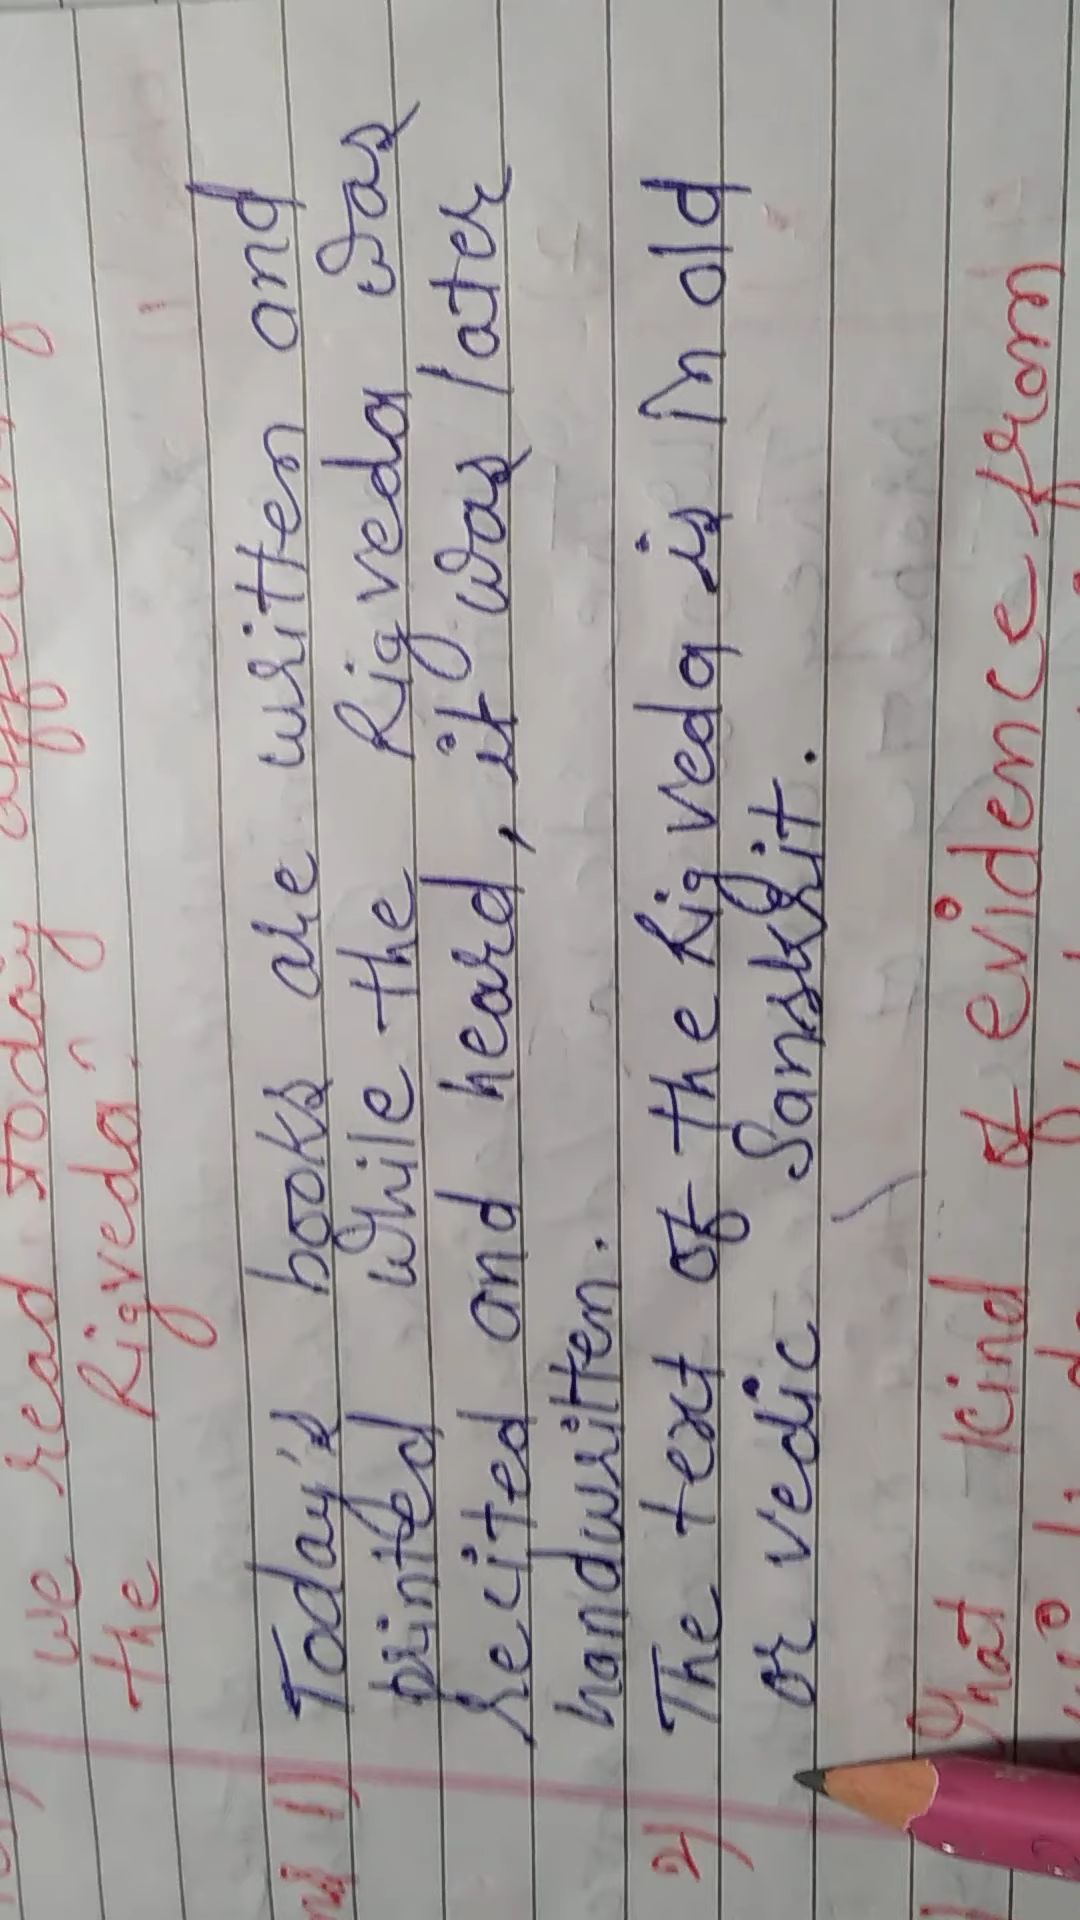 we read today
the Rigveda.
ns 1) Today's books are written and
printed while the Rigveda was
recited and heard, it was later
handwritten.
2) The text of the Rigveda is in old
or vedic Sanskrit.
What kind of evidence from